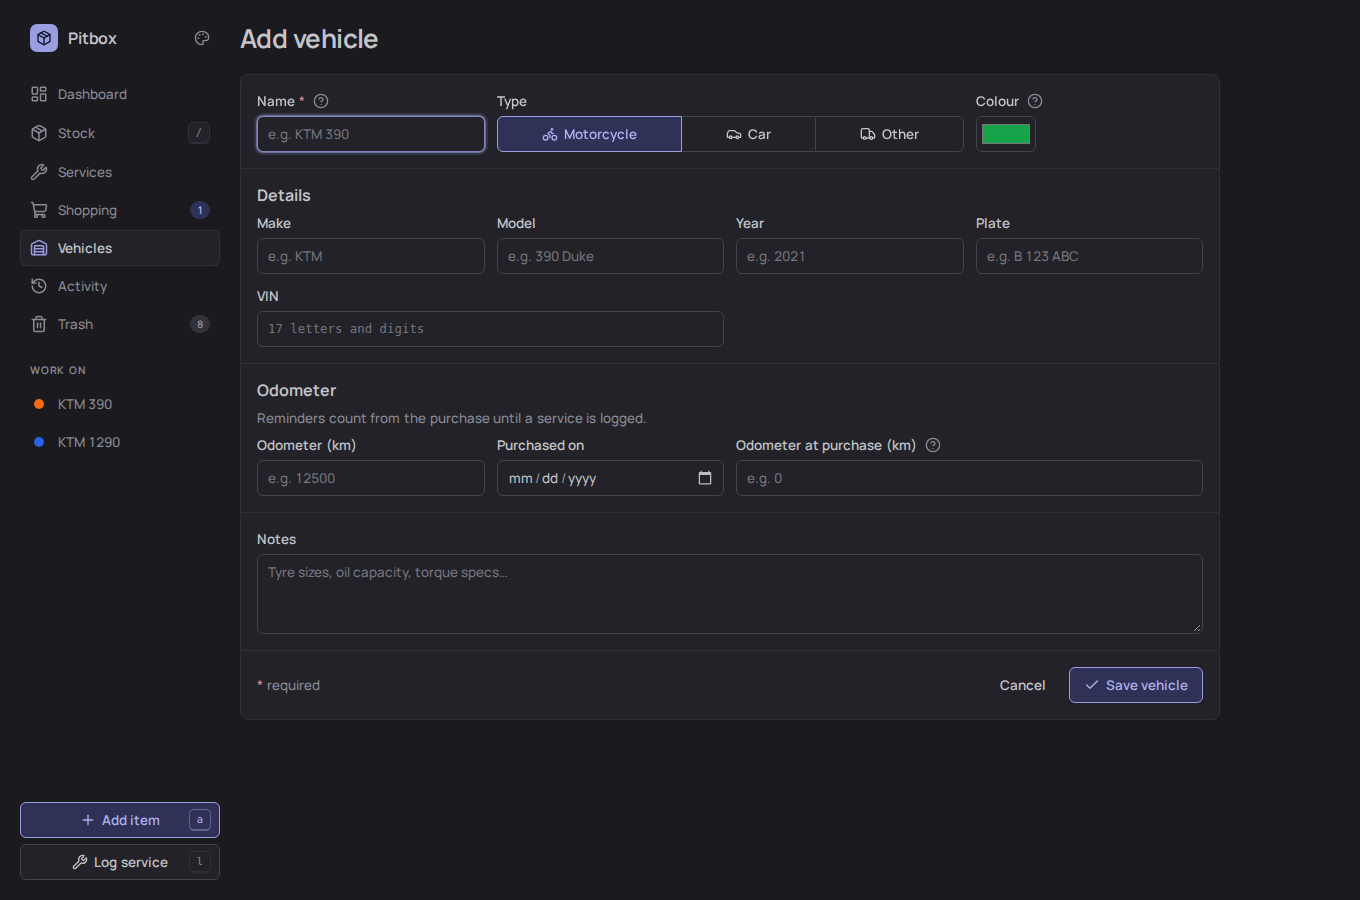 Pitbox
Add vehicle
Dashboard
Stock /
Services
Shopping 1
Vehicles
Activity
Trash 8
WORK ON
KTM 390
KTM 1290
+ Add item a
Log service l
Name * ?
e.g. KTM 390
Type
Motorcycle Car Other
Colour ?
Details
Make Model Year Plate
e.g. KTM e.g. 390 Duke e.g. 2021 e.g. B 123 ABC
VIN
17 letters and digits
Odometer
Reminders count from the purchase until a service is logged.
Odometer (km) Purchased on Odometer at purchase (km) ?
e.g. 12500 mm/dd/yyyy e.g. 0
Notes
Tyre sizes, oil capacity, torque specs…
* required Cancel Save vehicle